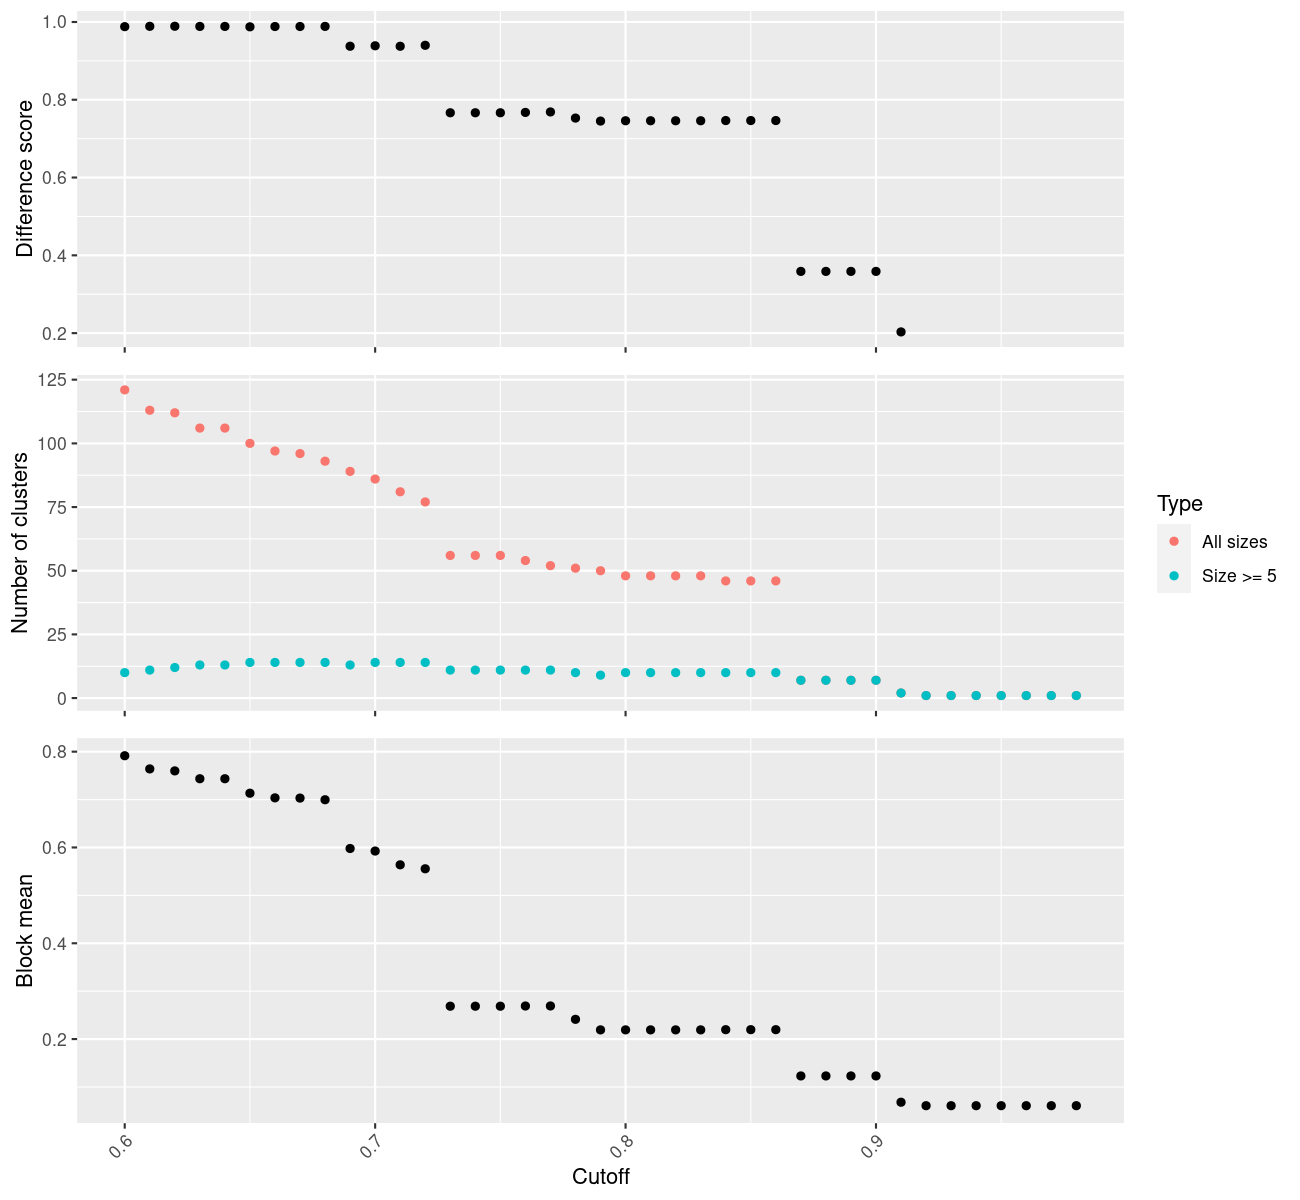 1.0
0.8
0.6
0.4
0.2
Difference score
125
100
75
50
25
0
Number of clusters
Type
All sizes
Size >= 5
0.8
0.6
0.4
0.2
Block mean
0.6
0.7
0.8
0.9
Cutoff